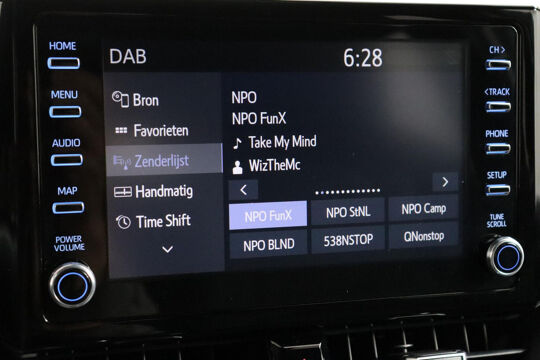 HOME
MENU
AUDIO
MAP
POWER
VOLUME
DAB
6:28
Bron
Favorieten
Zenderlijst
Handmatig
Time Shift
NPO
NPO FunX
Take My Mind
WizTheMc
NPO FunX
NPO StNL
NPO Camp
NPO BLND
538NSTOP
QNonstop
CH >
< TRACK
PHONE
SETUP
TUNE
SCROLL